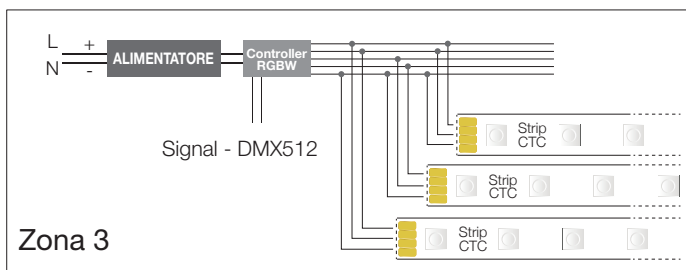 L +
N -
ALIMENTATORE
Controller
RGBW
Signal - DMX512
Strip
CTC
Strip
CTC
Strip
CTC
Zona 3